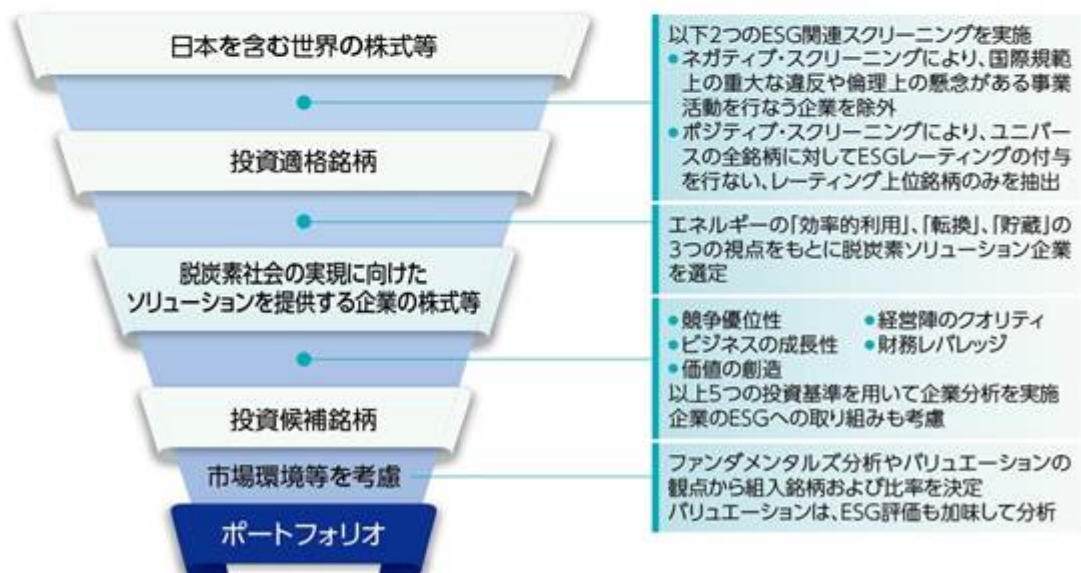 日本を含む世界の株式等
投資適格銘柄
脱炭素社会の実現に向けた
ソリューションを提供する企業の株式等
投資候補銘柄
市場環境等を考慮
ポートフォリオ
以下2つのESG関連スクリーニングを実施
●ネガティブ・スクリーニングにより、国際規範
上の重大な違反や倫理上の懸念がある事業
活動を行なう企業を除外
●ポジティブ・スクリーニングにより、ユニバー
スの全銘柄に対してESGレーティングの付与
を行ない、レーティング上位銘柄のみを抽出
エネルギーの「効率的利用」、「転換」、「貯蔵」の
3つの視点をもとに脱炭素ソリューション企業
を選定
●競争優位性 ●経営陣のクオリティ
●ビジネスの成長性 ●財務レバレッジ
●価値の創造
以上5つの投資基準を用いて企業分析を実施
企業のESGへの取り組みも考慮
ファンダメンタルズ分析やバリュエーションの
観点から組入銘柄および比率を決定
バリュエーションは、ESG評価も加味して分析